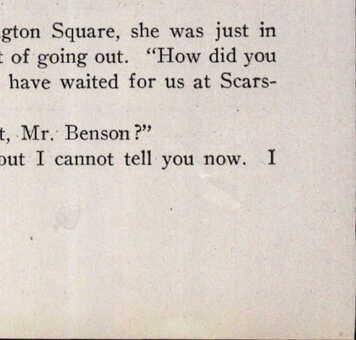 gton Square, she was just in
of going out. “How did you
have waited for us at Scars-
Mr. Benson?”
but I cannot tell you now. I